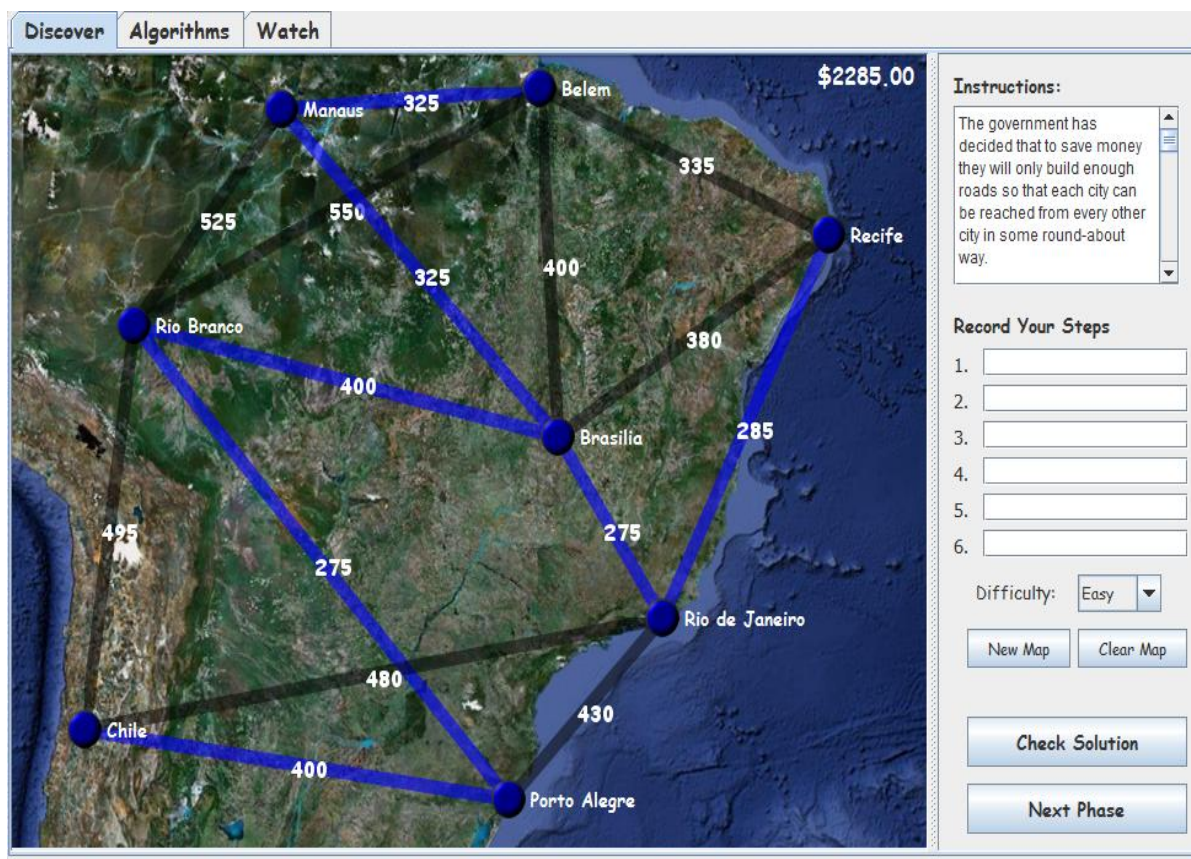 Discover Algorithms Watch
$2285.00
Belem
Manaus
325
335
525
550
Recife
400
325
Rio Branco
380
400
Brasilia
285
495
275
275
Rio de Janeiro
480
430
Chile
400
Porto Alegre
Instructions:
The government has
decided that to save money
they will only build enough
roads so that each city can
be reached from every other
city in some round-about
way.
Record Your Steps
1.
2.
3.
4.
5.
6.
Difficulty: Easy
New Map Clear Map
Check Solution
Next Phase